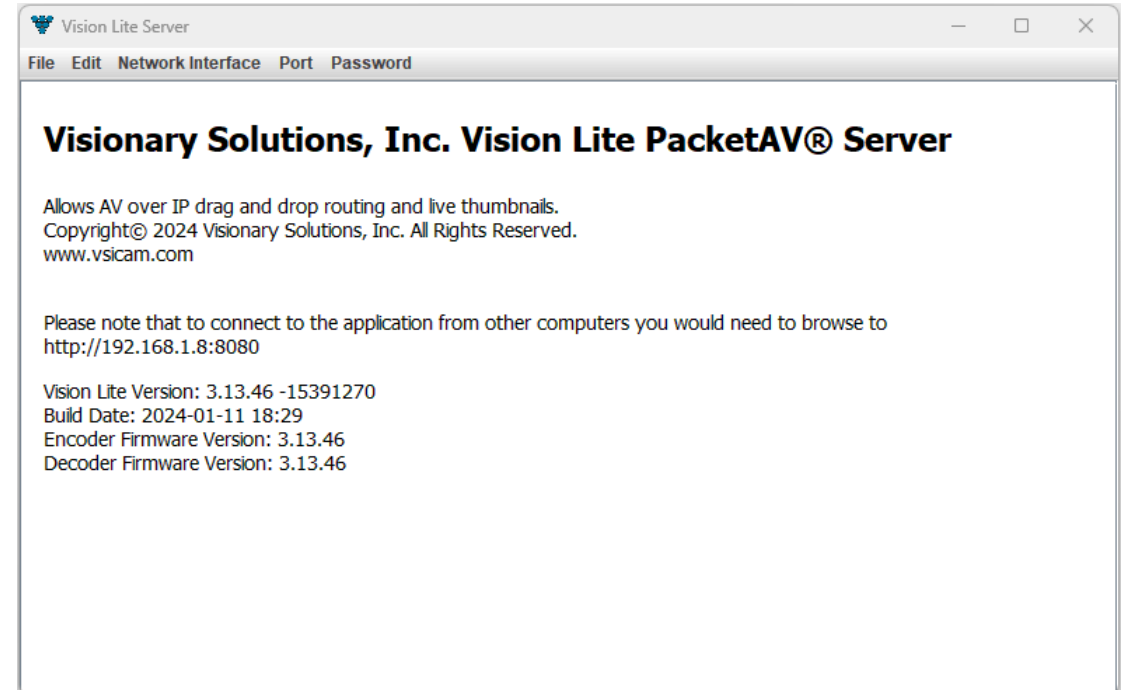 Vision Lite Server
File Edit Network Interface Port Password
Visionary Solutions, Inc. Vision Lite PacketAV® Server
Allows AV over IP drag and drop routing and live thumbnails.
Copyright© 2024 Visionary Solutions, Inc. All Rights Reserved.
www.vsicam.com
Please note that to connect to the application from other computers you would need to browse to
http://192.168.1.8:8080
Vision Lite Version: 3.13.46 -15391270
Build Date: 2024-01-11 18:29
Encoder Firmware Version: 3.13.46
Decoder Firmware Version: 3.13.46